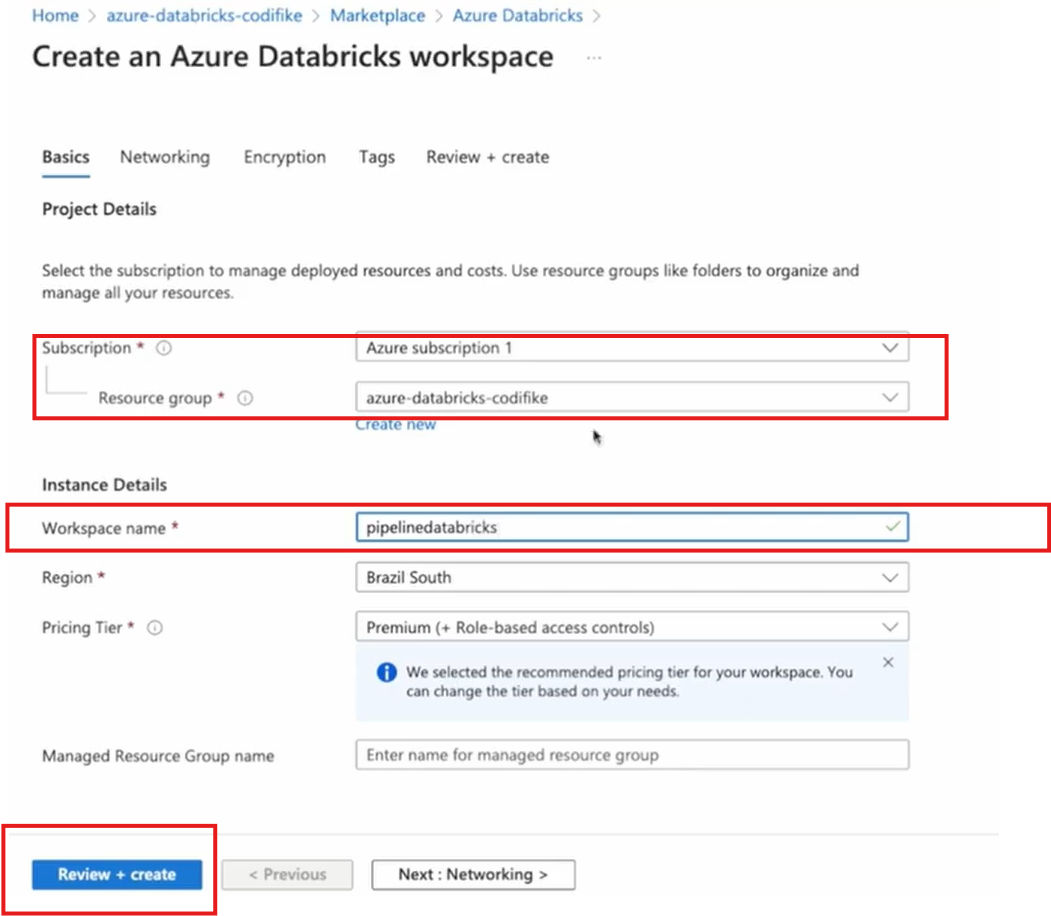 Home > azure-databricks-codifike > Marketplace > Azure Databricks >
Create an Azure Databricks workspace ...
Basics Networking Encryption Tags Review + create
Project Details
Select the subscription to manage deployed resources and costs. Use resource groups like folders to organize and
manage all your resources.
Subscription * Azure subscription 1
Resource group * azure-databricks-codifike
Create new
Instance Details
Workspace name * pipelinedatabricks
Region * Brazil South
Pricing Tier * Premium (+ Role-based access controls)
We selected the recommended pricing tier for your workspace. You
can change the tier based on your needs.
Managed Resource Group name Enter name for managed resource group
Review + create < Previous Next : Networking >